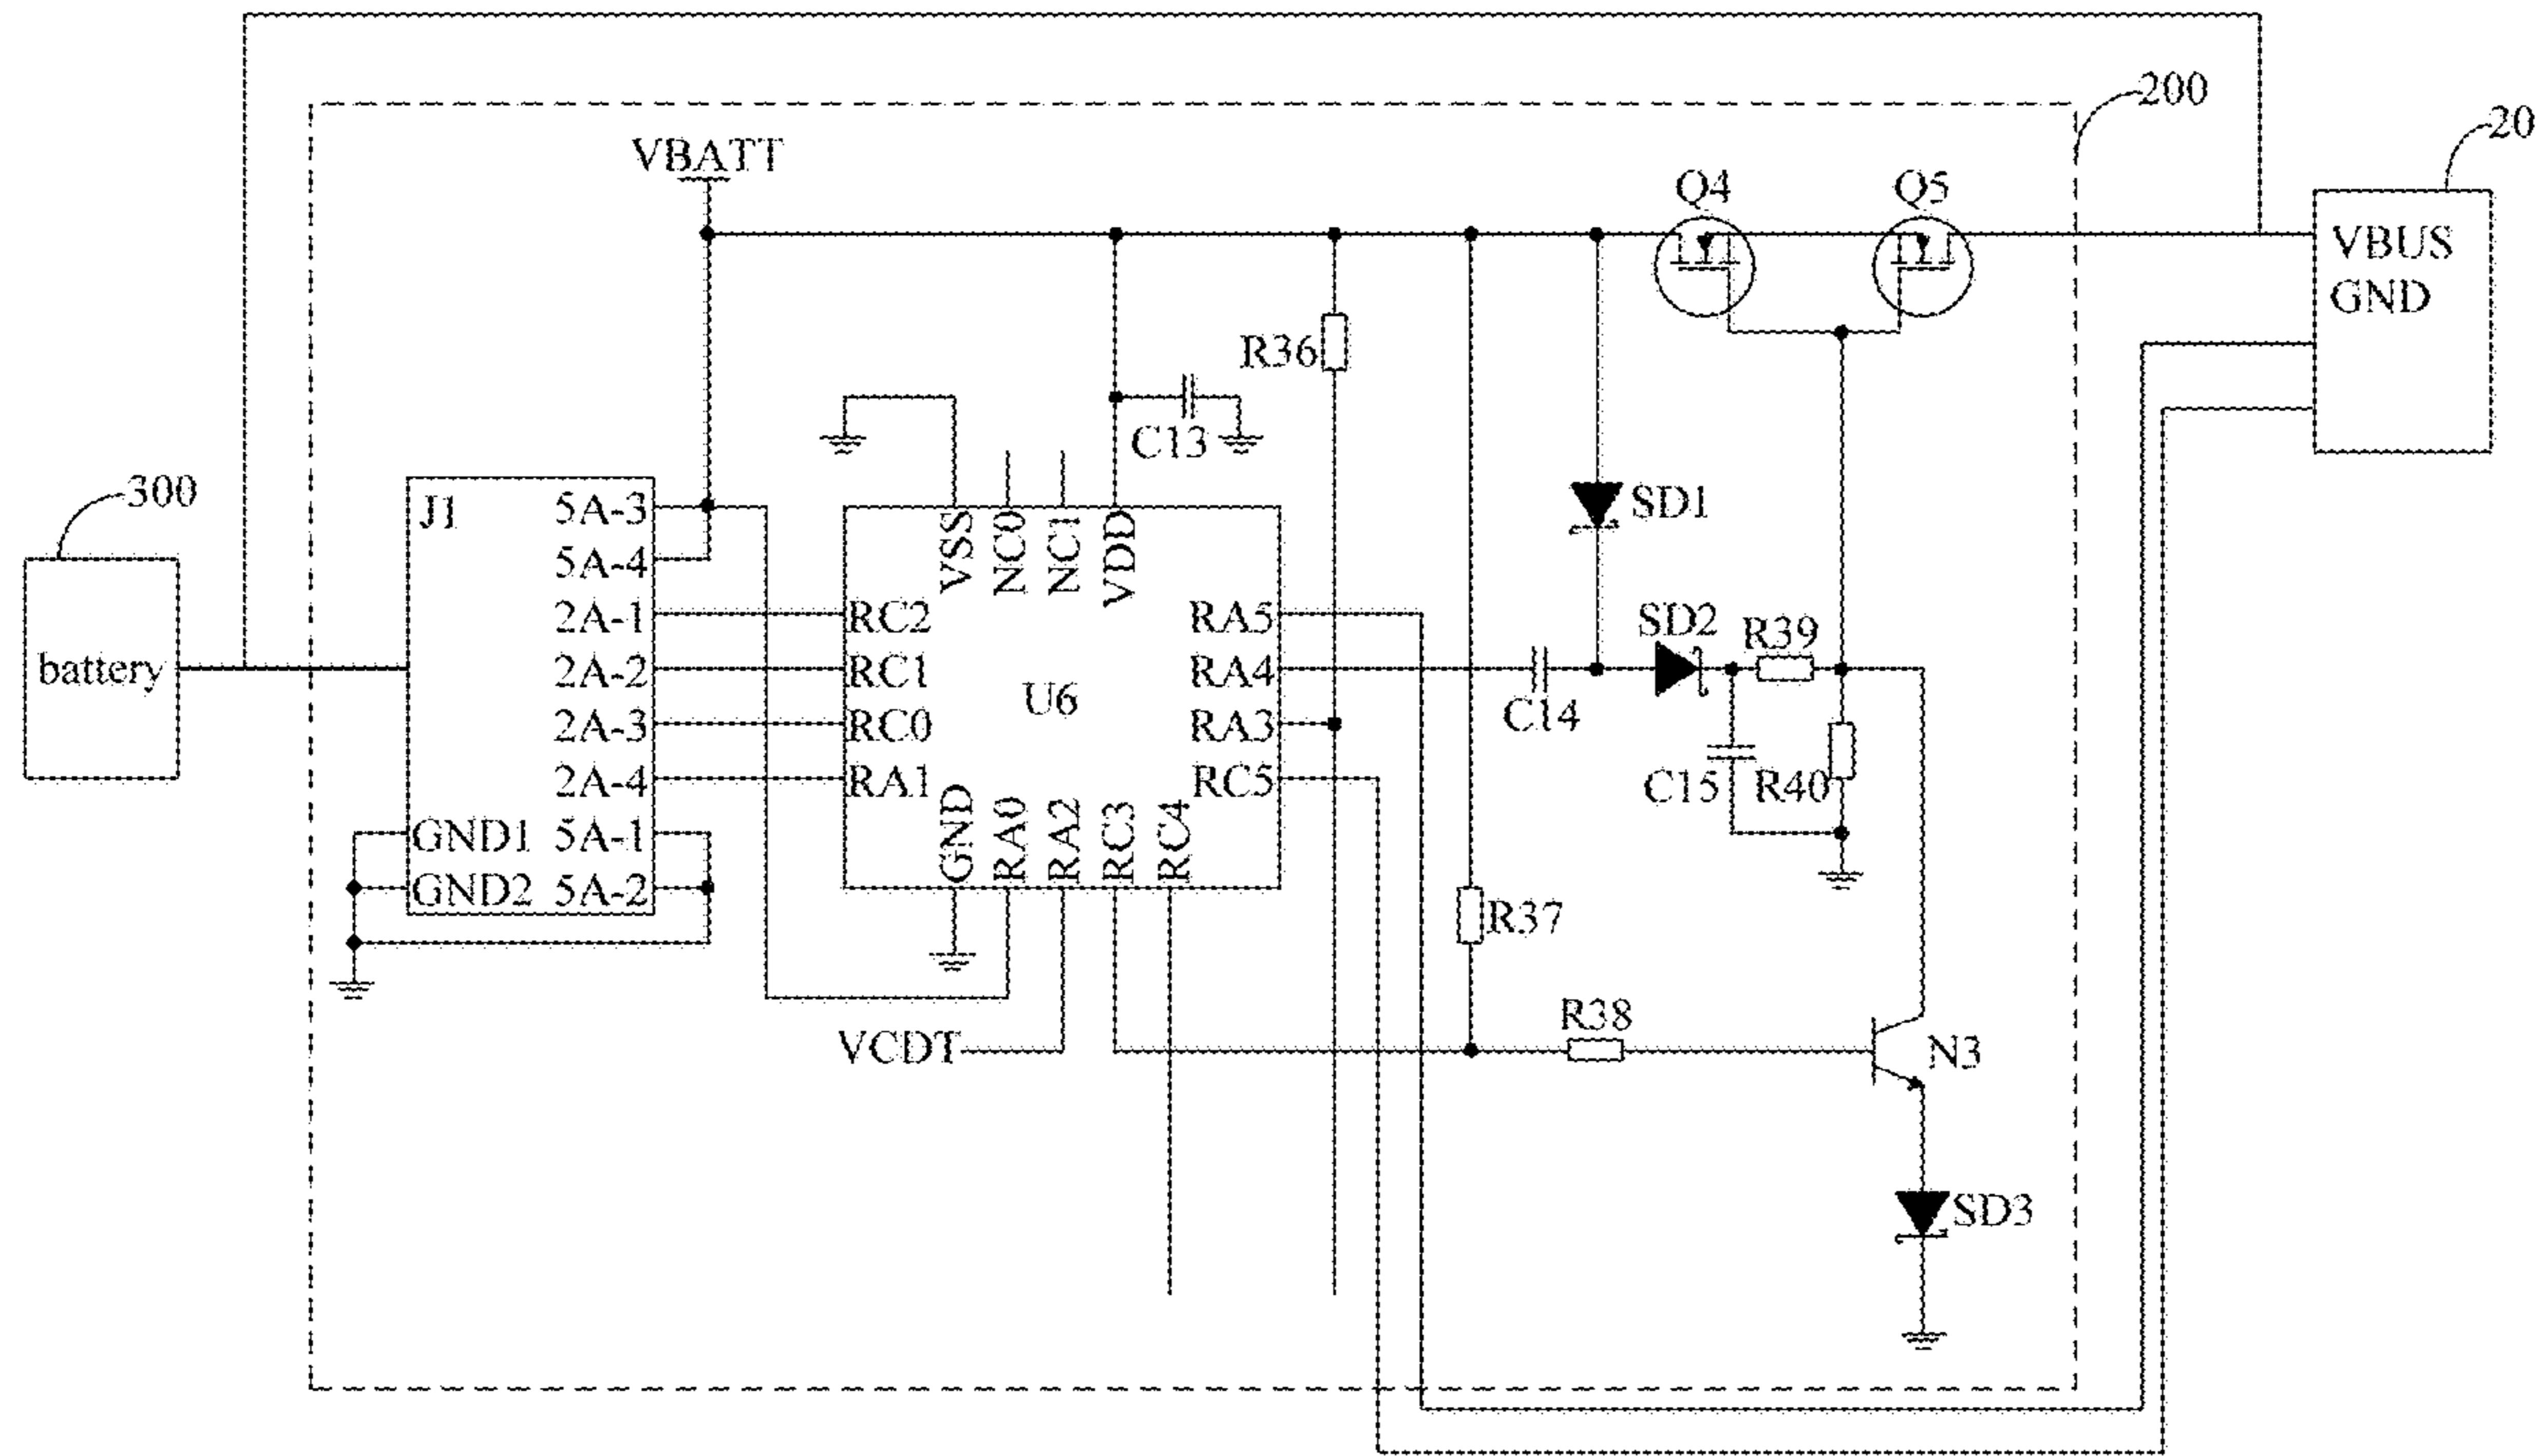 200
20
VBATT
Q4
Q5
VBUS
GND
R36
C13
300
J1
5A-3
5A-4
2A-1
2A-2
2A-3
2A-4
GND1
5A-1
GND2
5A-2
battery
VSS
NC0
NC1
VDD
RC2
RC1
RC0
RA1
U6
RA5
RA4
RA3
RC5
GND
RA0
RA2
RC3
RC4
SD1
SD2
R39
C14
C15
R40
R37
VCDT
R38
N3
SD3